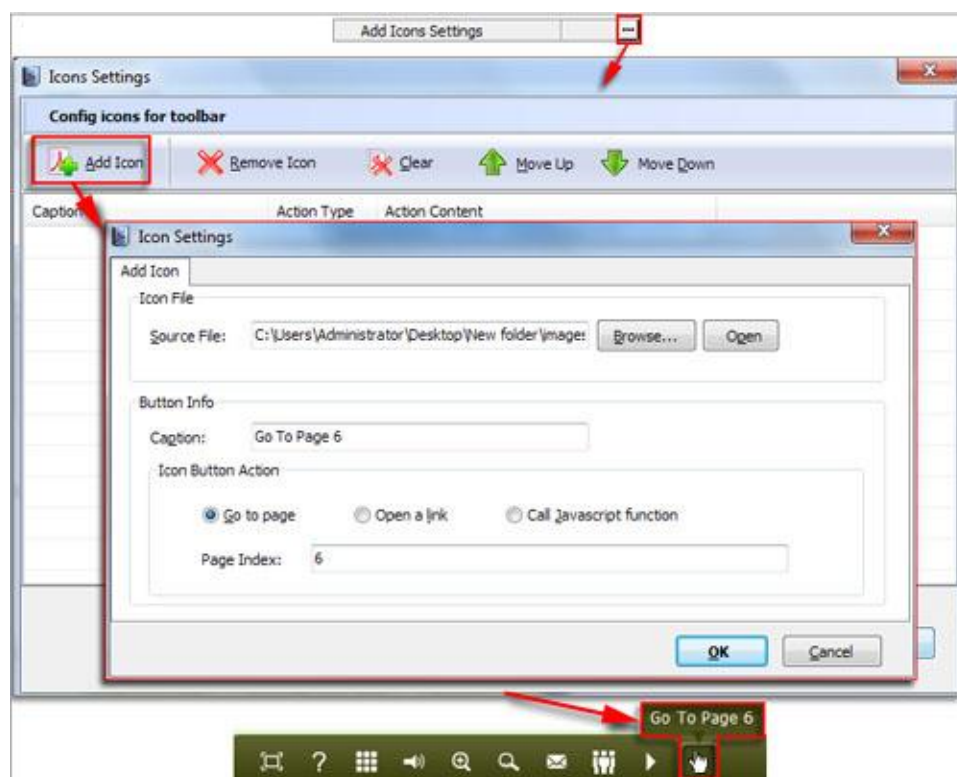 Add Icons Settings
Icons Settings
Config icons for toolbar
Add Icon Remove Icon Clear Move Up Move Down
Caption Action Type Action Content
Icon Settings
Add Icon
Icon File
Source File: C:\Users\Administrator\Desktop\New folder\images Browse... Open
Button Info
Caption: Go To Page 6
Icon Button Action
Go to page Open a link Call Javascript function
Page Index: 6
OK Cancel
Go To Page 6